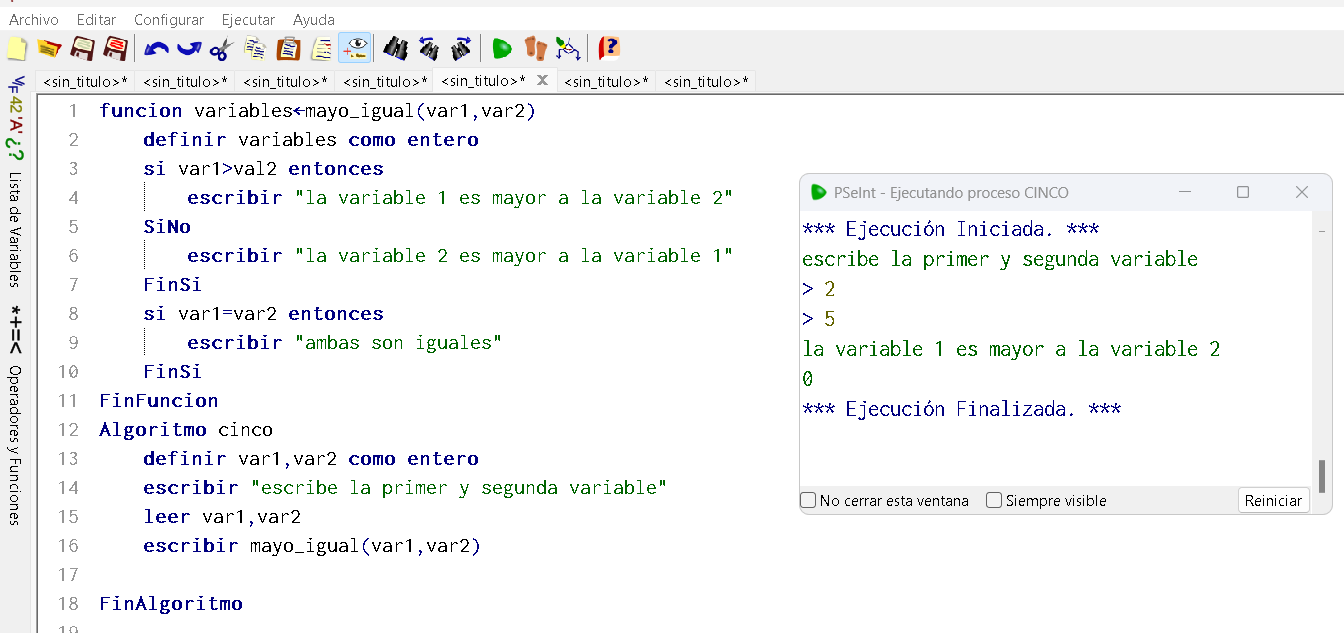 Archivo Editar Configurar Ejecutar Ayuda
<sin_titulo>* <sin_titulo>* <sin_titulo>* <sin_titulo>* <sin_titulo>* X <sin_titulo>* <sin_titulo>*
Lista de Variables
*+=< Operadores y Funciones
1 funcion variables←mayo_igual(var1,var2)
2 definir variables como entero
3 si var1>val2 entonces
4 escribir "la variable 1 es mayor a la variable 2"
5 SiNo
6 escribir "la variable 2 es mayor a la variable 1"
7 FinSi
8 si var1=var2 entonces
9 escribir "ambas son iguales"
10 FinSi
11 FinFuncion
12 Algoritmo cinco
13 definir var1,var2 como entero
14 escribir "escribe la primer y segunda variable"
15 leer var1,var2
16 escribir mayo_igual(var1,var2)
17
18 FinAlgoritmo
19
PSeInt - Ejecutando proceso CINCO
*** Ejecución Iniciada. ***
escribe la primer y segunda variable
> 2
> 5
la variable 1 es mayor a la variable 2
0
*** Ejecución Finalizada. ***
No cerrar esta ventana Siempre visible Reiniciar